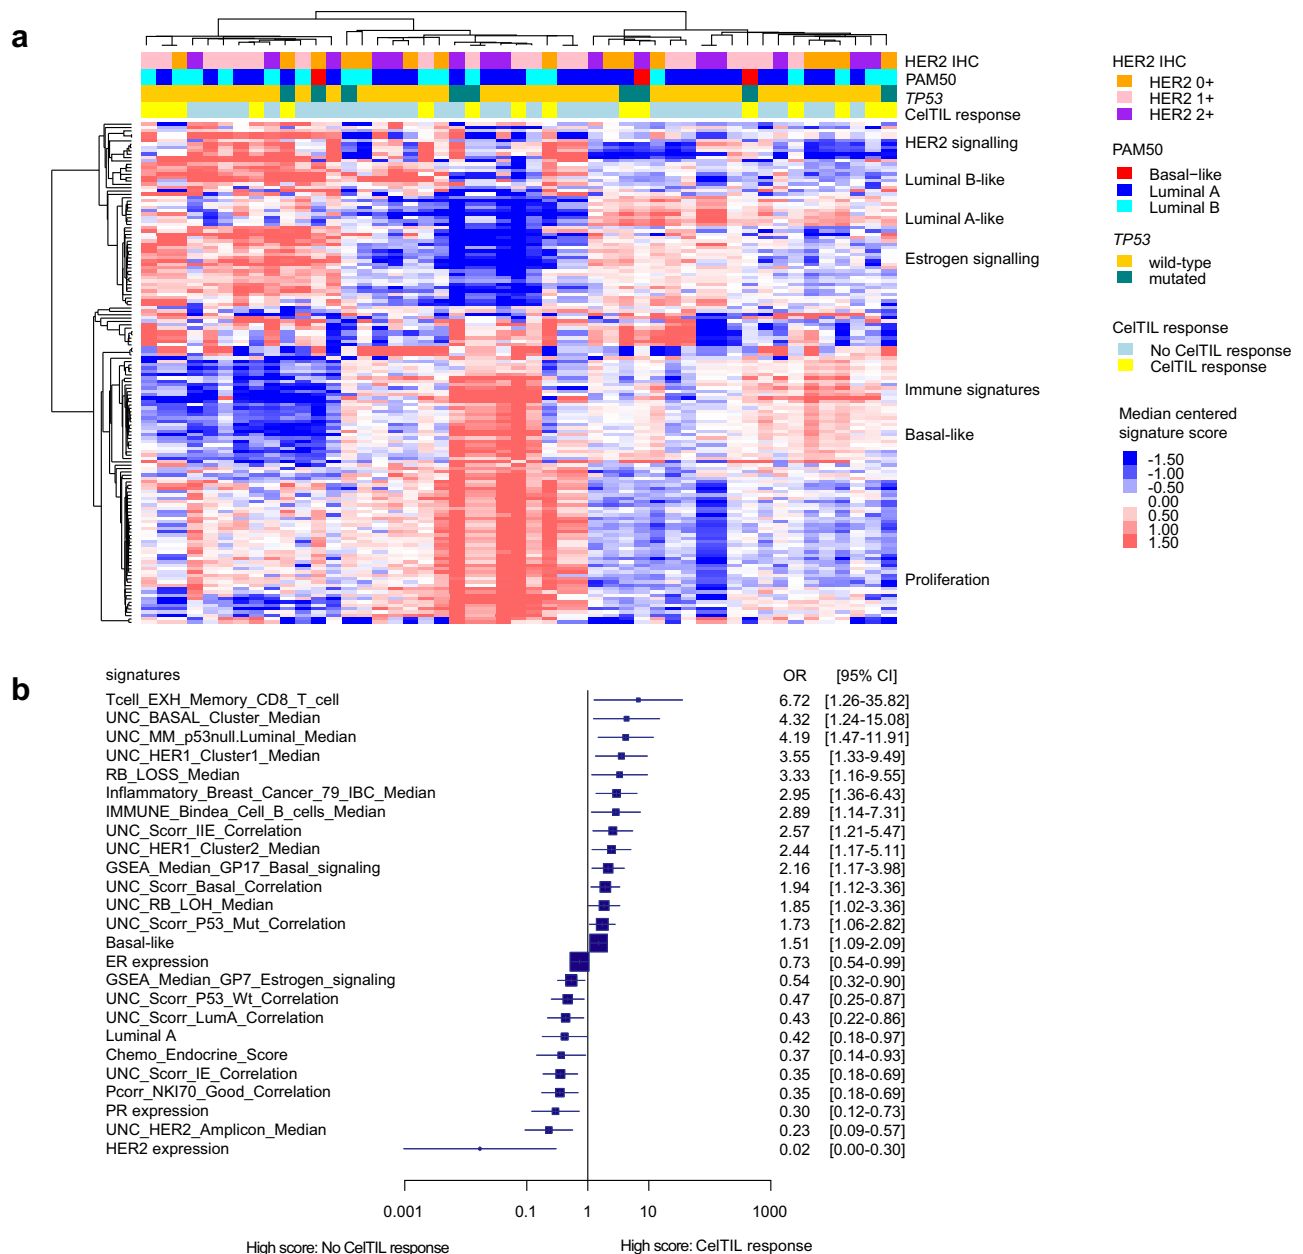 a
HER2 IHC
PAM50
TP53
CelTIL response
HER2 signalling
Luminal B-like
Luminal A-like
Estrogen signalling
Immune signatures
Basal-like
Proliferation
HER2 IHC
HER2 0+
HER2 1+
HER2 2+
PAM50
Basal-like
Luminal A
Luminal B
TP53
wild-type
mutated
CelTIL response
No CelTIL response
CelTIL response
Median centered
signature score
-1.50
-1.00
-0.50
0.00
0.50
1.00
1.50
b
signatures OR [95% CI]
Tcell_EXH_Memory_CD8_T_cell 6.72 [1.26-35.82]
UNC_BASAL_Cluster_Median 4.32 [1.24-15.08]
UNC_MM_p53null.Luminal_Median 4.19 [1.47-11.91]
UNC_HER1_Cluster1_Median 3.55 [1.33-9.49]
RB_LOSS_Median 3.33 [1.16-9.55]
Inflammatory_Breast_Cancer_79_IBC_Median 2.95 [1.36-6.43]
IMMUNE_Bindea_Cell_B_cells_Median 2.89 [1.14-7.31]
UNC_Scorr_IIE_Correlation 2.57 [1.21-5.47]
UNC_HER1_Cluster2_Median 2.44 [1.17-5.11]
GSEA_Median_GP17_Basal_signaling 2.16 [1.17-3.98]
UNC_Scorr_Basal_Correlation 1.94 [1.12-3.36]
UNC_RB_LOH_Median 1.85 [1.02-3.36]
UNC_Scorr_P53_Mut_Correlation 1.73 [1.06-2.82]
Basal-like 1.51 [1.09-2.09]
ER expression 0.73 [0.54-0.99]
GSEA_Median_GP7_Estrogen_signaling 0.54 [0.32-0.90]
UNC_Scorr_P53_Wt_Correlation 0.47 [0.25-0.87]
UNC_Scorr_LumA_Correlation 0.43 [0.22-0.86]
Luminal A 0.42 [0.18-0.97]
Chemo_Endocrine_Score 0.37 [0.14-0.93]
UNC_Scorr_IE_Correlation 0.35 [0.18-0.69]
Pcorr_NKI70_Good_Correlation 0.35 [0.18-0.69]
PR expression 0.30 [0.12-0.73]
UNC_HER2_Amplicon_Median 0.23 [0.09-0.57]
HER2 expression 0.02 [0.00-0.30]
0.001 0.1 1 10 1000
High score: No CelTIL response High score: CelTIL response